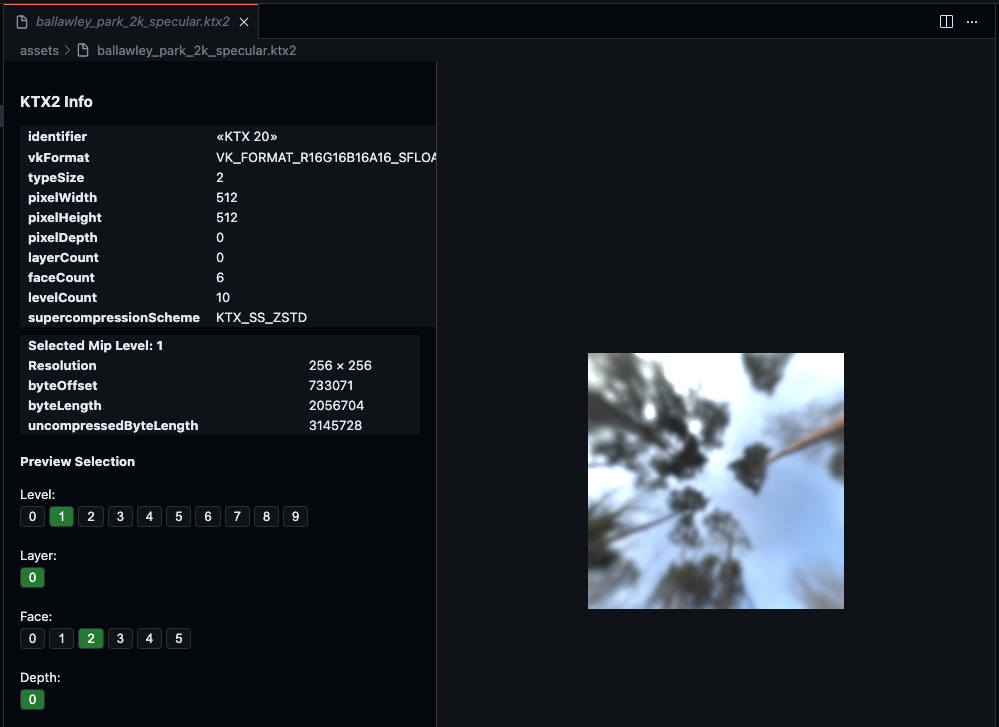 ballawley_park_2k_specular.ktx2
assets > ballawley_park_2k_specular.ktx2
KTX2 Info
identifier «KTX 20»
vkFormat VK_FORMAT_R16G16B16A16_SFLOA
typeSize 2
pixelWidth 512
pixelHeight 512
pixelDepth 0
layerCount 0
faceCount 6
levelCount 10
supercompressionScheme KTX_SS_ZSTD
Selected Mip Level: 1
Resolution 256 × 256
byteOffset 733071
byteLength 2056704
uncompressedByteLength 3145728
Preview Selection
Level:
0 1 2 3 4 5 6 7 8 9
Layer:
0
Face:
0 1 2 3 4 5
Depth:
0